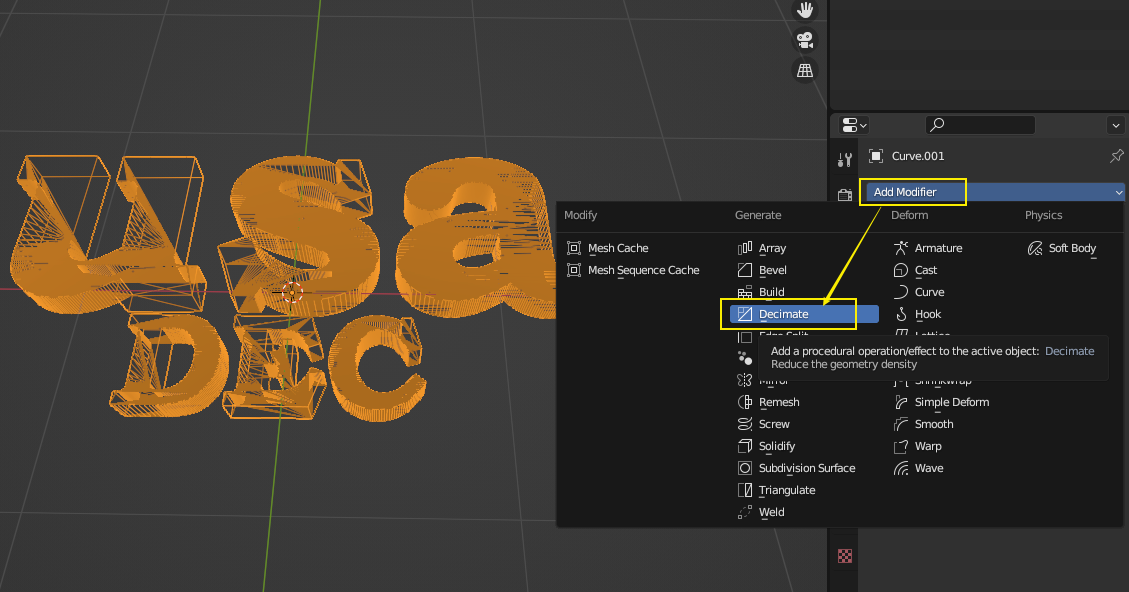 USa
DEC
Curve.001
Add Modifier
Modify Generate Deform Physics
Mesh Cache Array Armature Soft Body
Mesh Sequence Cache Bevel Cast
Build Curve
Decimate Hook
Edge Split Lattice
Add a procedural operation/effect to the active object: Decimate
Reduce the geometry density
Mirror Shrinkwrap
Remesh Simple Deform
Screw Smooth
Solidify Warp
Subdivision Surface Wave
Triangulate
Weld